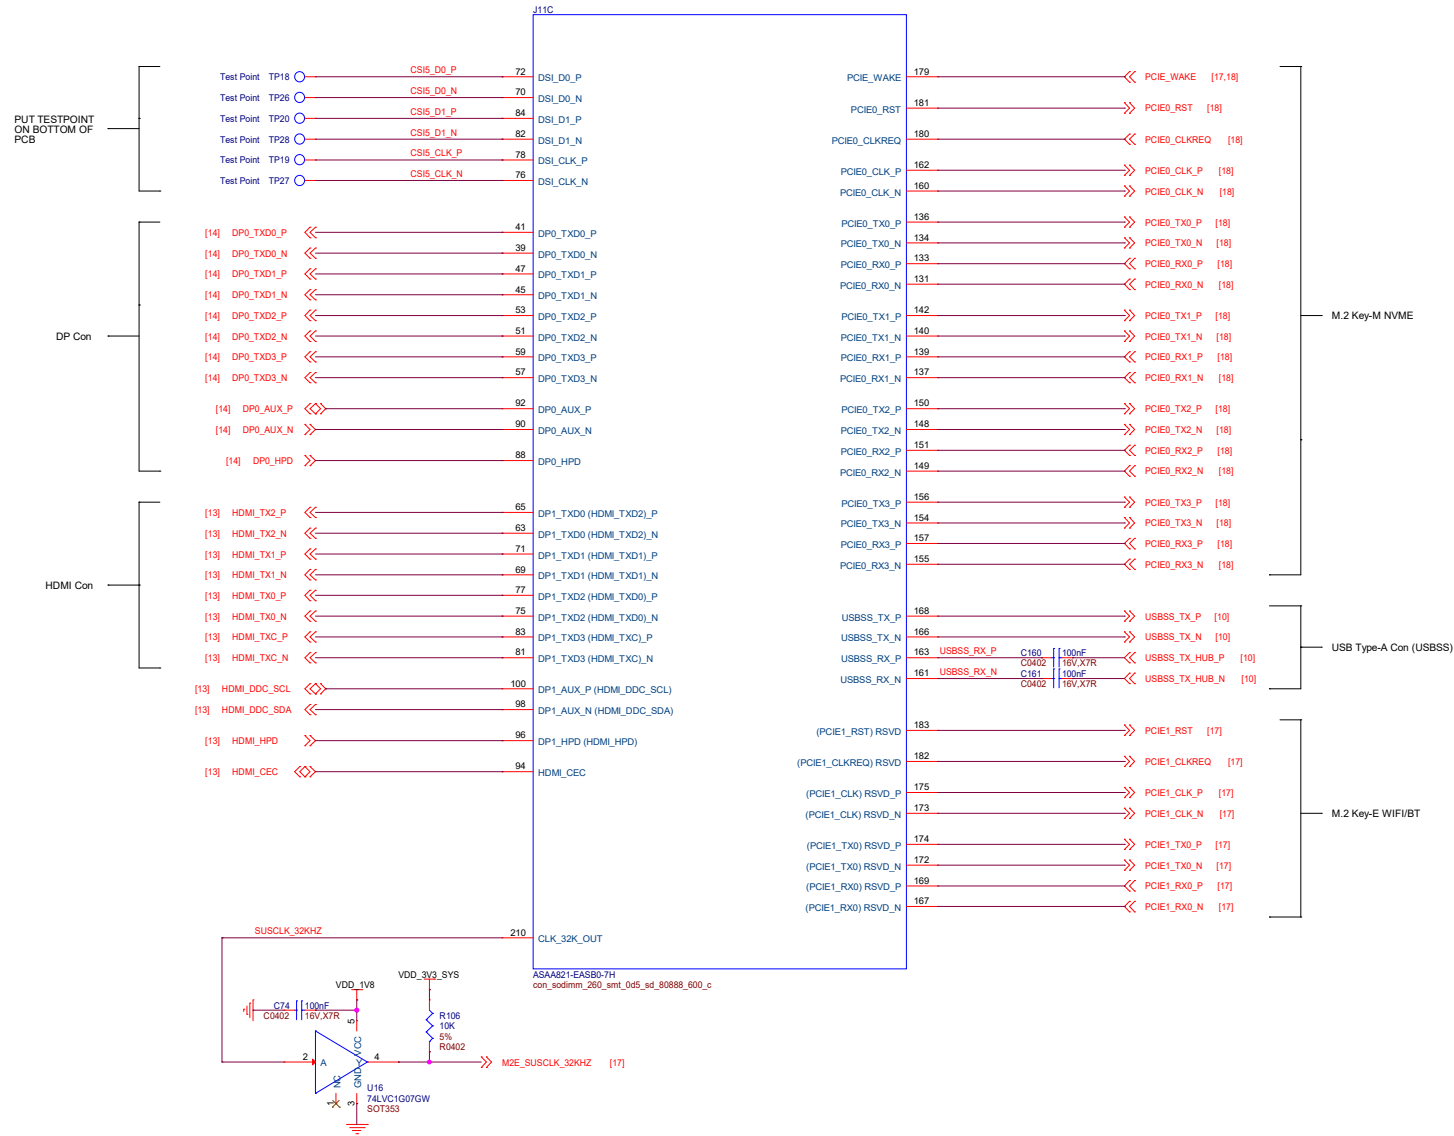 J11C
PUT TESTPOINT
ON BOTTOM OF
PCB
Test Point TP18 CSI5_D0_P 72 DSI_D0_P
Test Point TP26 CSI5_D0_N 70 DSI_D0_N
Test Point TP20 CSI5_D1_P 84 DSI_D1_P
Test Point TP28 CSI5_D1_N 82 DSI_D1_N
Test Point TP19 CSI5_CLK_P 78 DSI_CLK_P
Test Point TP27 CSI5_CLK_N 76 DSI_CLK_N
DP Con
[14] DP0_TXD0_P 41 DP0_TXD0_P
[14] DP0_TXD0_N 39 DP0_TXD0_N
[14] DP0_TXD1_P 47 DP0_TXD1_P
[14] DP0_TXD1_N 45 DP0_TXD1_N
[14] DP0_TXD2_P 53 DP0_TXD2_P
[14] DP0_TXD2_N 51 DP0_TXD2_N
[14] DP0_TXD3_P 59 DP0_TXD3_P
[14] DP0_TXD3_N 57 DP0_TXD3_N
[14] DP0_AUX_P 92 DP0_AUX_P
[14] DP0_AUX_N 90 DP0_AUX_N
[14] DP0_HPD 88 DP0_HPD
HDMI Con
[13] HDMI_TX2_P 65 DP1_TXD0 (HDMI_TXD2)_P
[13] HDMI_TX2_N 63 DP1_TXD0 (HDMI_TXD2)_N
[13] HDMI_TX1_P 71 DP1_TXD1 (HDMI_TXD1)_P
[13] HDMI_TX1_N 69 DP1_TXD1 (HDMI_TXD1)_N
[13] HDMI_TX0_P 77 DP1_TXD2 (HDMI_TXD0)_P
[13] HDMI_TX0_N 75 DP1_TXD2 (HDMI_TXD0)_N
[13] HDMI_TXC_P 83 DP1_TXD3 (HDMI_TXC)_P
[13] HDMI_TXC_N 81 DP1_TXD3 (HDMI_TXC)_N
[13] HDMI_DDC_SCL 100 DP1_AUX_P (HDMI_DDC_SCL)
[13] HDMI_DDC_SDA 98 DP1_AUX_N (HDMI_DDC_SDA)
[13] HDMI_HPD 96 DP1_HPD (HDMI_HPD)
[13] HDMI_CEC 94 HDMI_CEC
SUSCLK_32KHZ 210 CLK_32K_OUT
PCIE_WAKE 179 PCIE_WAKE [17,18]
PCIE0_RST 181 PCIE0_RST [18]
PCIE0_CLKREQ 180 PCIE0_CLKREQ [18]
PCIE0_CLK_P 162 PCIE0_CLK_P [18]
PCIE0_CLK_N 160 PCIE0_CLK_N [18]
PCIE0_TX0_P 136 PCIE0_TX0_P [18]
PCIE0_TX0_N 134 PCIE0_TX0_N [18]
PCIE0_RX0_P 133 PCIE0_RX0_P [18]
PCIE0_RX0_N 131 PCIE0_RX0_N [18]
PCIE0_TX1_P 142 PCIE0_TX1_P [18]
PCIE0_TX1_N 140 PCIE0_TX1_N [18]
PCIE0_RX1_P 139 PCIE0_RX1_P [18]
PCIE0_RX1_N 137 PCIE0_RX1_N [18]
PCIE0_TX2_P 150 PCIE0_TX2_P [18]
PCIE0_TX2_N 148 PCIE0_TX2_N [18]
PCIE0_RX2_P 151 PCIE0_RX2_P [18]
PCIE0_RX2_N 149 PCIE0_RX2_N [18]
PCIE0_TX3_P 156 PCIE0_TX3_P [18]
PCIE0_TX3_N 154 PCIE0_TX3_N [18]
PCIE0_RX3_P 157 PCIE0_RX3_P [18]
PCIE0_RX3_N 155 PCIE0_RX3_N [18]
M.2 Key-M NVME
USBSS_TX_P 168 USBSS_TX_P [10]
USBSS_TX_N 166 USBSS_TX_N [10]
USBSS_RX_P 163 USBSS_RX_P C160 100nF C0402 16V,X7R USBSS_TX_HUB_P [10]
USBSS_RX_N 161 USBSS_RX_N C161 100nF C0402 16V,X7R USBSS_TX_HUB_N [10]
USB Type-A Con (USBSS)
(PCIE1_RST) RSVD 183 PCIE1_RST [17]
(PCIE1_CLKREQ) RSVD 182 PCIE1_CLKREQ [17]
(PCIE1_CLK) RSVD_P 175 PCIE1_CLK_P [17]
(PCIE1_CLK) RSVD_N 173 PCIE1_CLK_N [17]
(PCIE1_TX0) RSVD_P 174 PCIE1_TX0_P [17]
(PCIE1_TX0) RSVD_N 172 PCIE1_TX0_N [17]
(PCIE1_RX0) RSVD_P 169 PCIE1_RX0_P [17]
(PCIE1_RX0) RSVD_N 167 PCIE1_RX0_N [17]
M.2 Key-E WIFI/BT
ASAA821-EASB0-7H
con_sodimm_260_smt_0d5_sd_80888_600_c
VDD_3V3_SYS
VDD_1V8
C74 100nF
C0402 16V,X7R
R106
10K
5%
R0402
5 VCC
2 A Y 4 M2E_SUSCLK_32KHZ [17]
NC GND
1 3
U16
74LVC1G07GW
SOT353